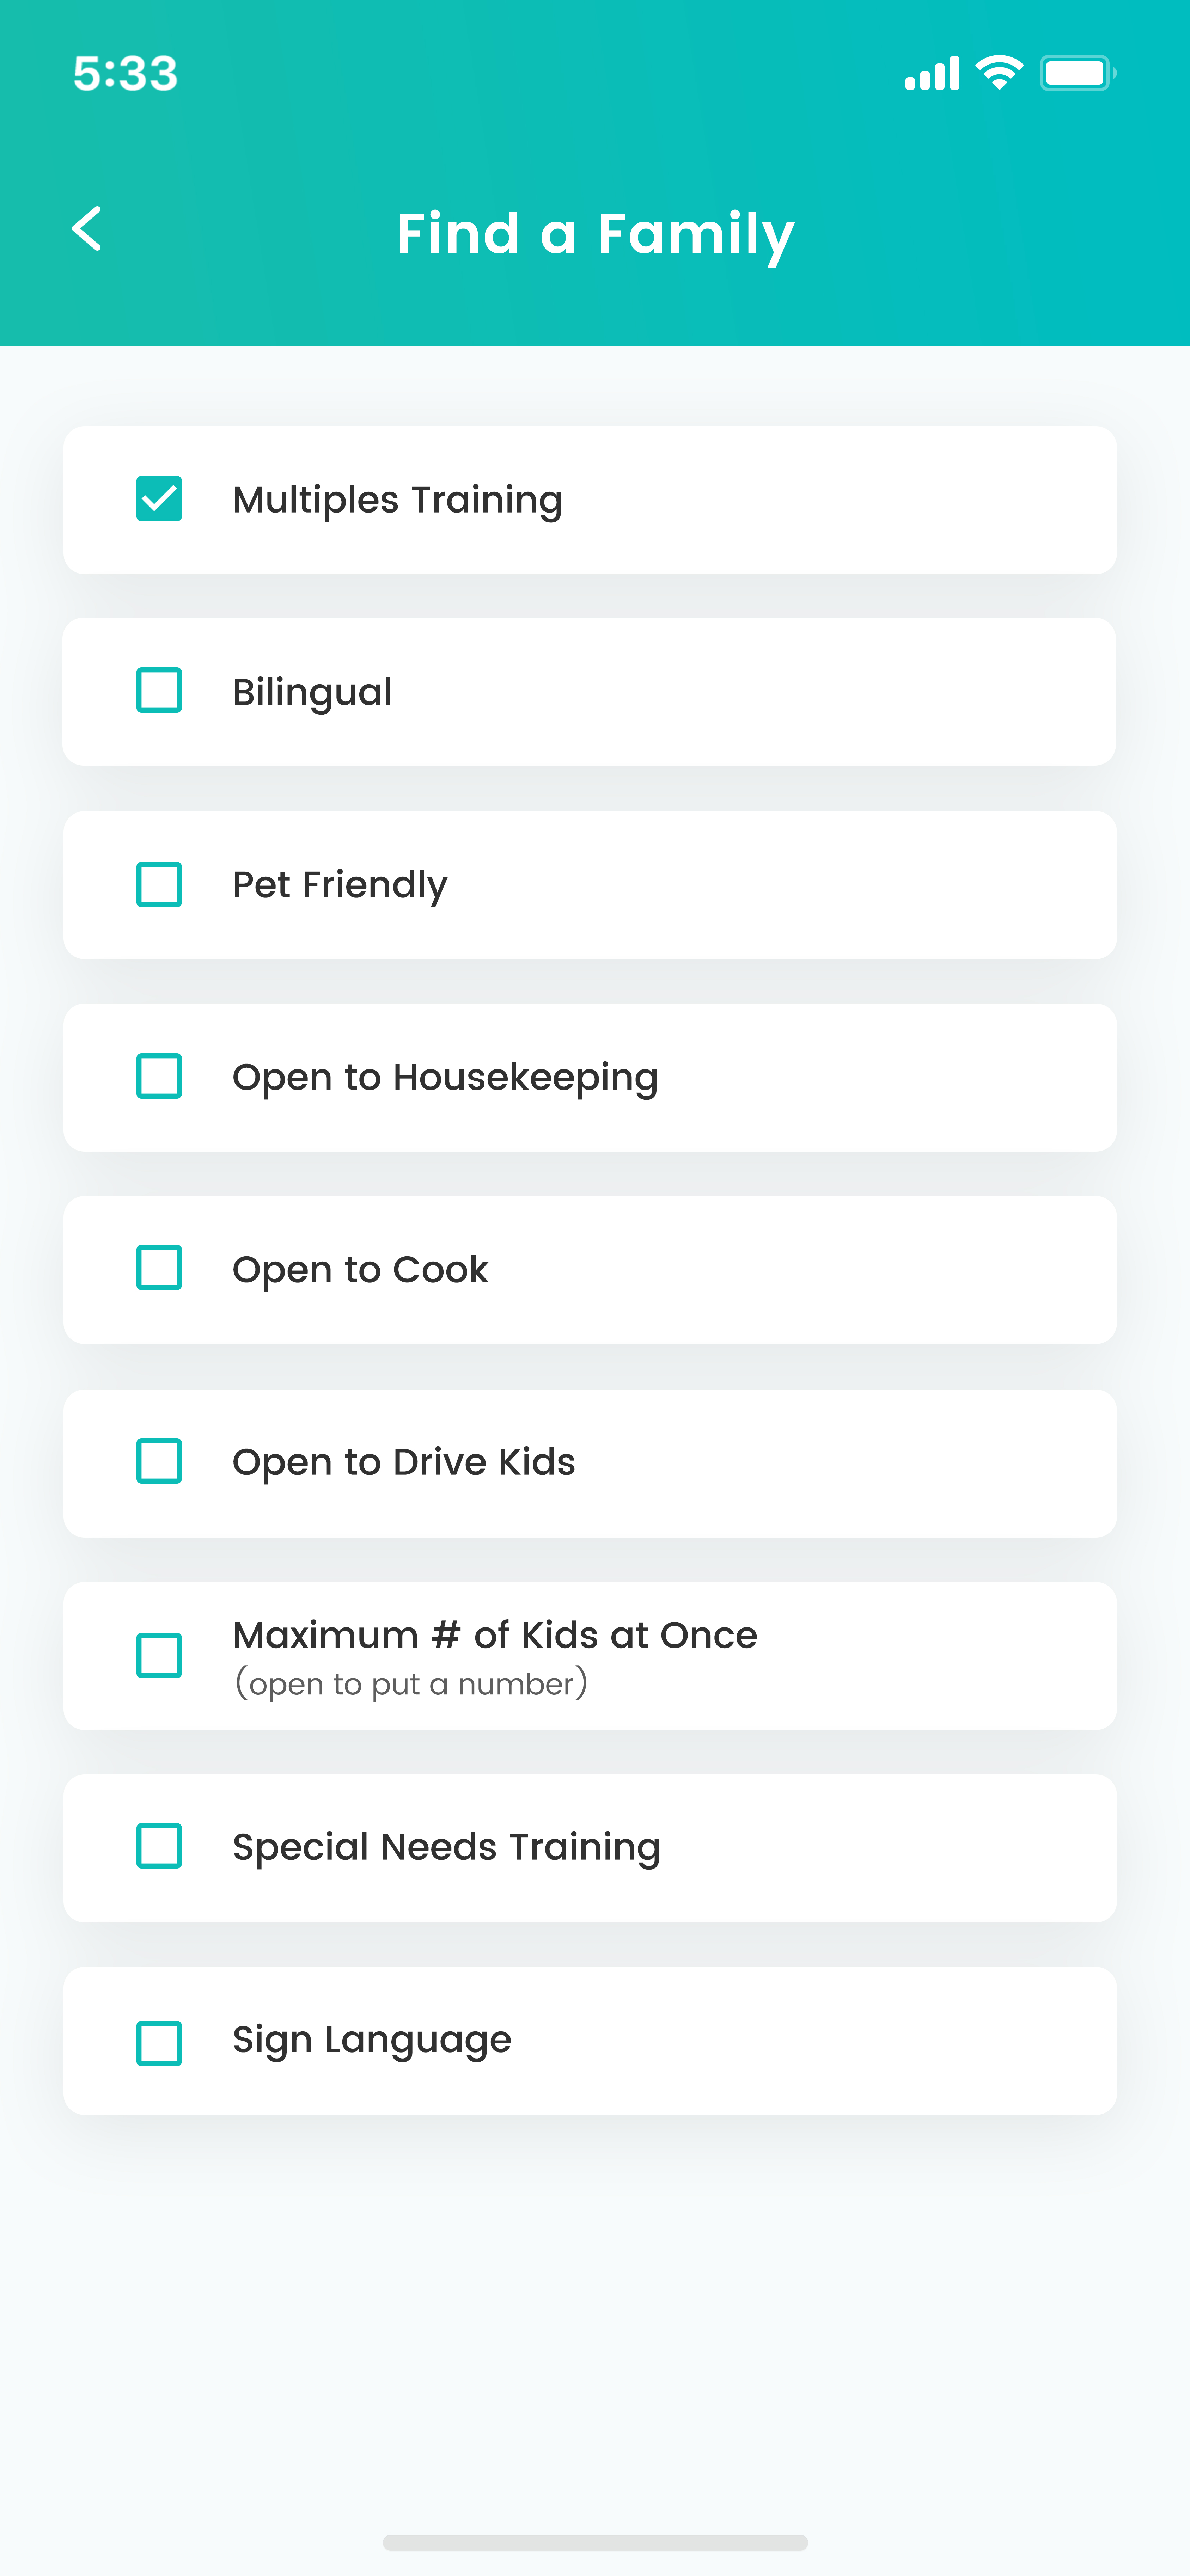 5:33
Find a Family
Multiples Training
Bilingual
Pet Friendly
Open to Housekeeping
Open to Cook
Open to Drive Kids
Maximum # of Kids at Once
(open to put a number)
Special Needs Training
Sign Language